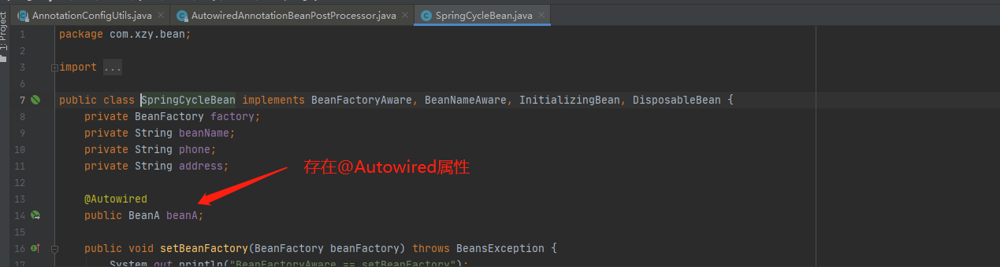 AnnotationConfigUtils.java × AutowiredAnnotationBeanPostProcessor.java × SpringCycleBean.java ×
1: Project
1 package com.xzy.bean;
2
3 import ...
6
7 public class SpringCycleBean implements BeanFactoryAware, BeanNameAware, InitializingBean, DisposableBean {
8 private BeanFactory factory;
9 private String beanName;
10 private String phone;
11 private String address;
存在@Autowired属性
12
13 @Autowired
14 public BeanA beanA;
15
16 public void setBeanFactory(BeanFactory beanFactory) throws BeansException {
17 System.out.println("BeanFactoryAware == setBeanFactory");